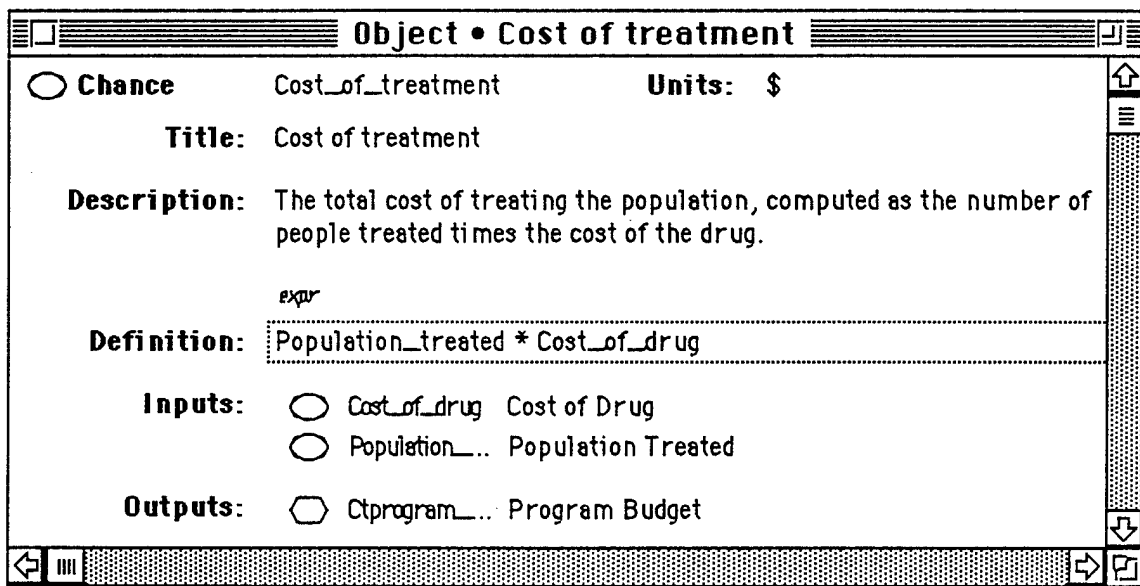 Object • Cost of treatment
Chance Cost_of_treatment Units: $
Title: Cost of treatment
Description: The total cost of treating the population, computed as the number of
people treated times the cost of the drug.
expr
Definition: Population_treated * Cost_of_drug
Inputs: Cost_of_drug Cost of Drug
Population_... Population Treated
Outputs: Ctprogram_... Program Budget